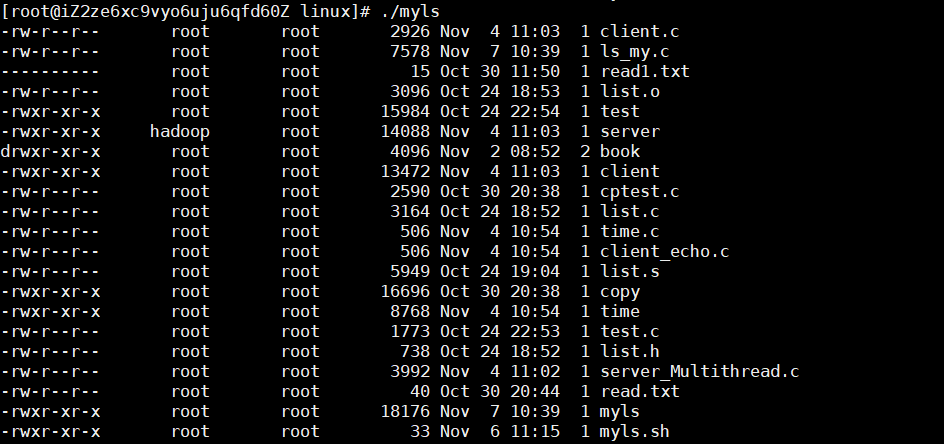 [root@iZ2ze6xc9vyo6uju6qfd60Z linux]# ./myls
-rw-r--r--       root       root       2926 Nov  4 11:03  1 client.c
-rw-r--r--       root       root       7578 Nov  7 10:39  1 ls_my.c
----------       root       root         15 Oct 30 11:50  1 read1.txt
-rw-r--r--       root       root       3096 Oct 24 18:53  1 list.o
-rwxr-xr-x       root       root      15984 Oct 24 22:54  1 test
-rwxr-xr-x     hadoop       root      14088 Nov  4 11:03  1 server
drwxr-xr-x       root       root       4096 Nov  2 08:52  2 book
-rwxr-xr-x       root       root      13472 Nov  4 11:03  1 client
-rw-r--r--       root       root       2590 Oct 30 20:38  1 cptest.c
-rw-r--r--       root       root       3164 Oct 24 18:52  1 list.c
-rw-r--r--       root       root        506 Nov  4 10:54  1 time.c
-rw-r--r--       root       root        506 Nov  4 10:54  1 client_echo.c
-rw-r--r--       root       root       5949 Oct 24 19:04  1 list.s
-rwxr-xr-x       root       root      16696 Oct 30 20:38  1 copy
-rwxr-xr-x       root       root       8768 Nov  4 10:54  1 time
-rw-r--r--       root       root       1773 Oct 24 22:53  1 test.c
-rw-r--r--       root       root        738 Oct 24 18:52  1 list.h
-rw-r--r--       root       root       3992 Nov  4 11:02  1 server_Multithread.c
-rw-r--r--       root       root         40 Oct 30 20:44  1 read.txt
-rwxr-xr-x       root       root      18176 Nov  7 10:39  1 myls
-rwxr-xr-x       root       root         33 Nov  6 11:15  1 myls.sh